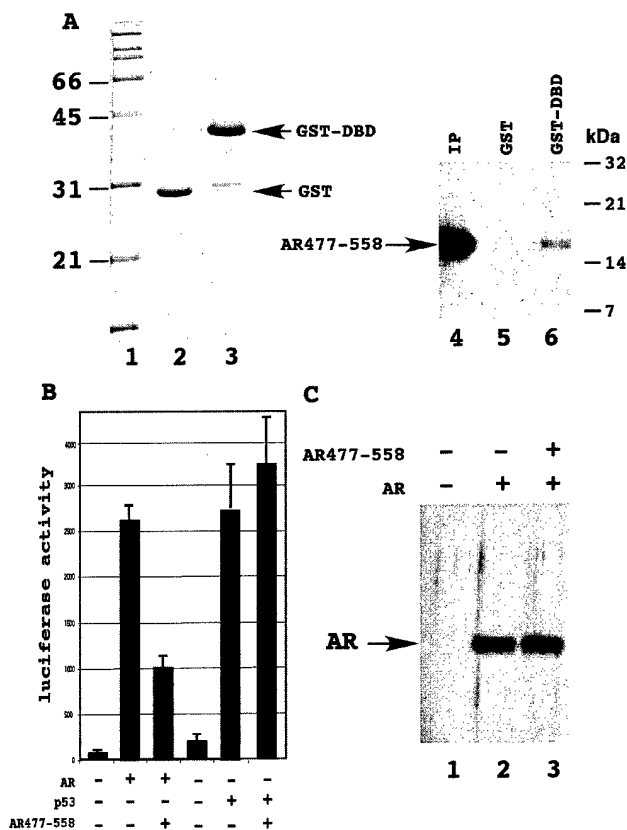 A
66
45
31
21
GST-DBD
GST
1 2 3
IP
GST
GST-DBD
kDa
32
21
14
7
AR477-558
4 5 6
B
luciferase activity
3000
2500
2000
1500
1000
500
0
AR - + + - - -
p53 - - - - + +
AR477-558 - - + - - +
C
AR477-558 - - +
AR - + +
AR
1 2 3